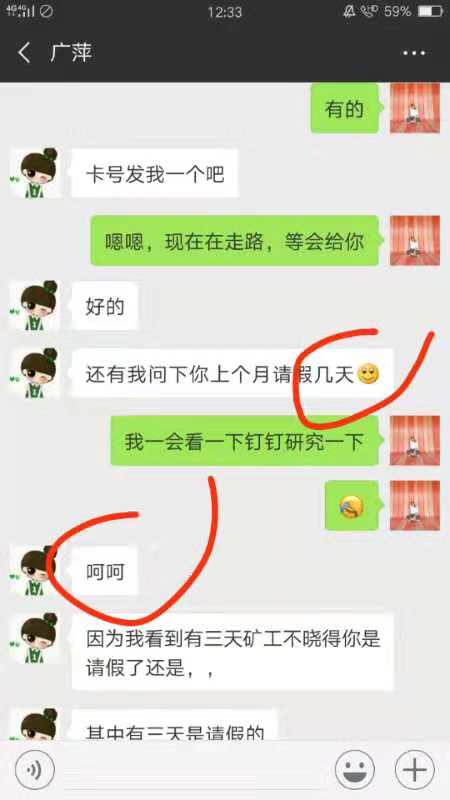 4G 4G 12:33 HD 59%
广萍
有的
卡号发我一个吧
嗯嗯，现在在走路，等会给你
好的
还有我问下你上个月请假几天
我一会看一下钉钉研究一下
呵呵
因为我看到有三天矿工不晓得你是
请假了还是，，
其中有三天是请假的